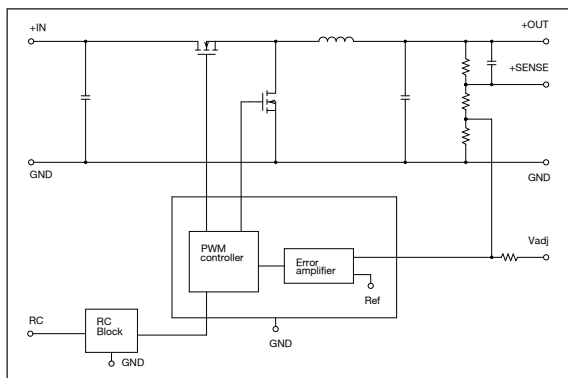 +IN
+OUT
+SENSE
GND
GND
PWM
controller
Error
amplifier
Vadj
Ref
RC
RC
Block
GND
GND